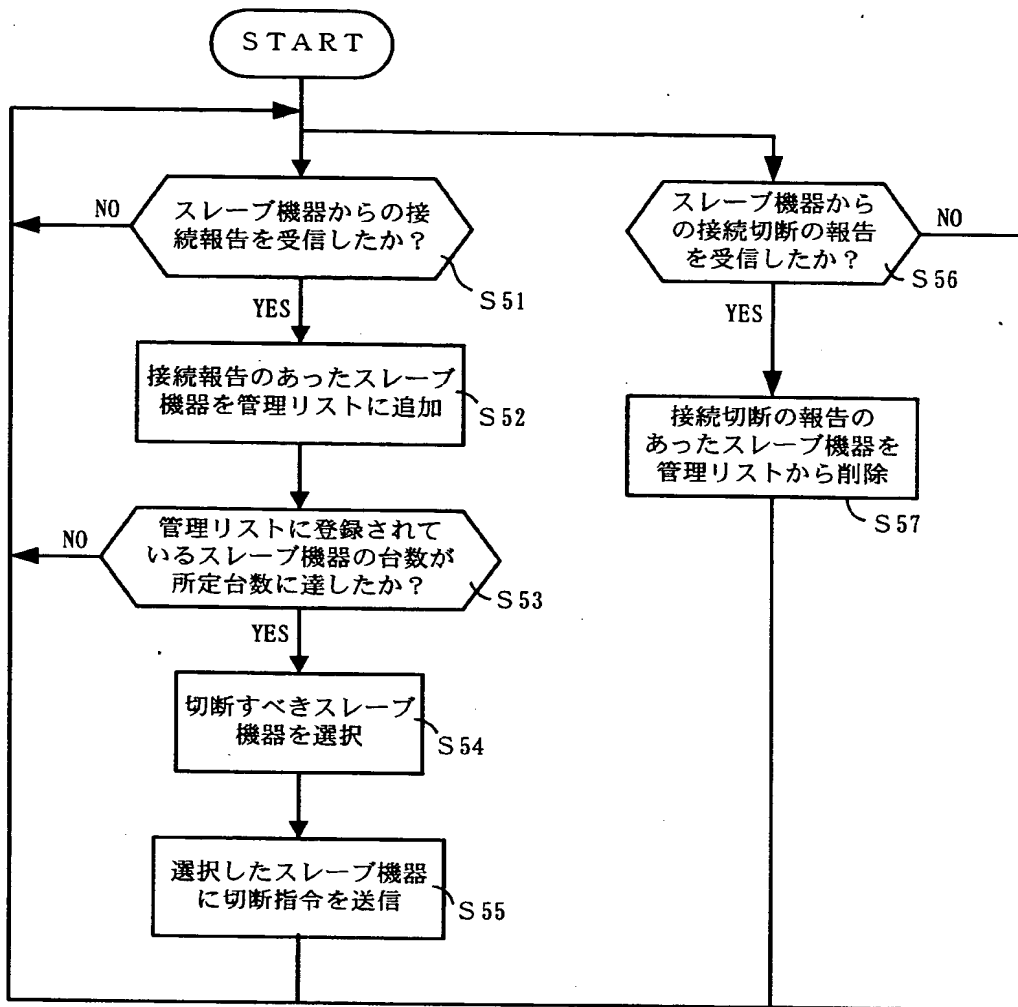 START
スレーブ機器からの接
続報告を受信したか？
NO
S51
YES
接続報告のあったスレーブ
機器を管理リストに追加
S52
管理リストに登録されて
いるスレーブ機器の台数が
所定台数に達したか？
NO
S53
YES
切断すべきスレーブ
機器を選択
S54
選択したスレーブ機器
に切断指令を送信
S55
スレーブ機器から
の接続切断の報告
を受信したか？
NO
S56
YES
接続切断の報告の
あったスレーブ機器を
管理リストから削除
S57